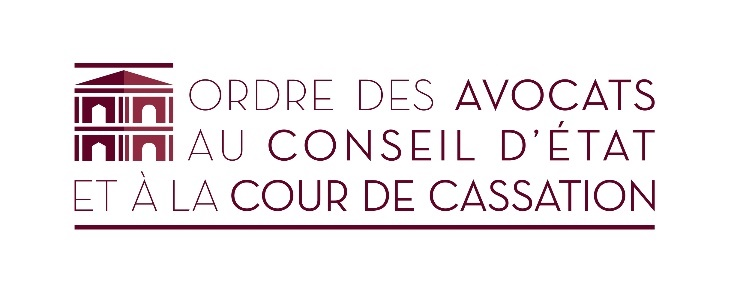 ORDRE DES AVOCATS
AU CONSEIL D'ÉTAT
ET À LA COUR DE CASSATION